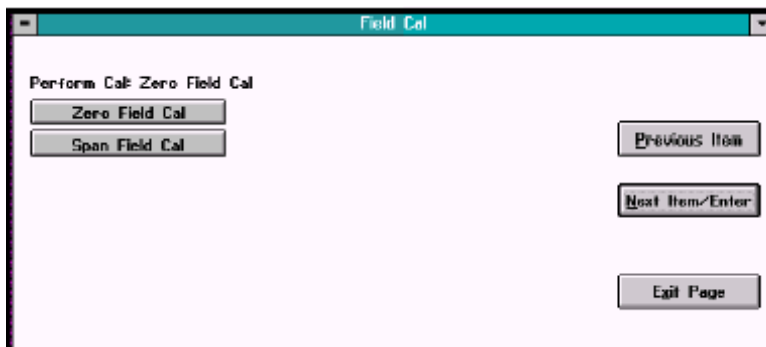 Field Cal
Perform Cal: Zero Field Cal
Zero Field Cal
Span Field Cal
Previous Item
Next Item/Enter
Exit Page